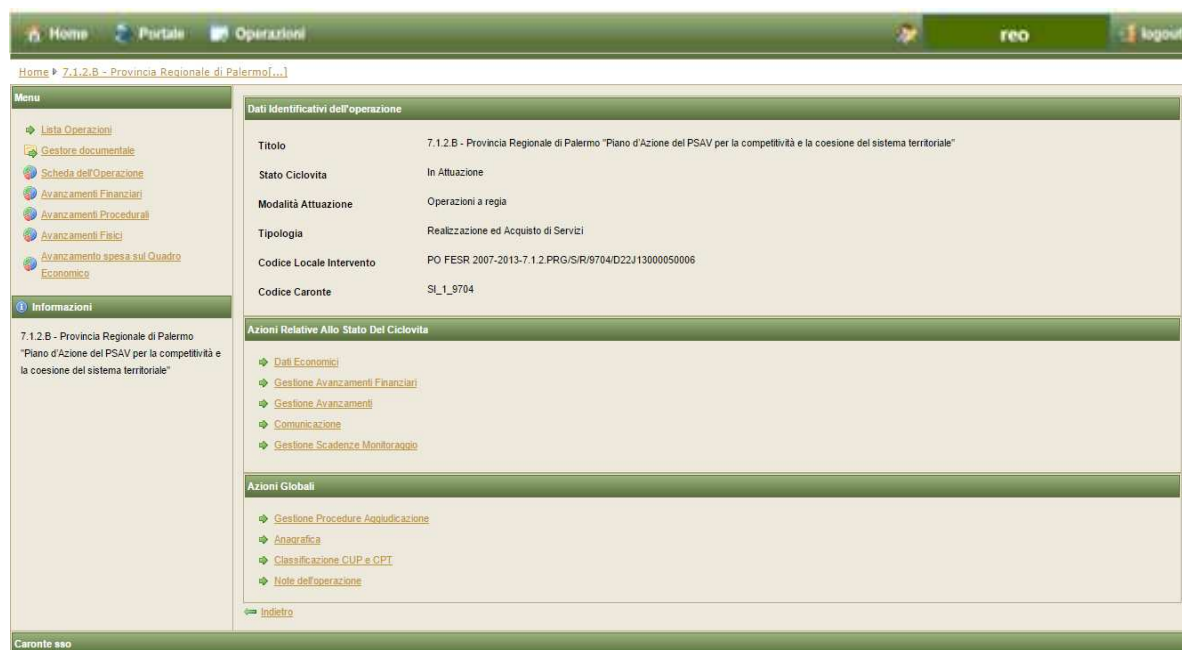 Home Portale Operazioni reo logout
Home 7.1.2.B - Provincia Regionale di Palermo[...]
Menu
Lista Operazioni
Gestore documentale
Scheda dell'Operazione
Avanzamenti Finanziari
Avanzamenti Procedurali
Avanzamenti Fisici
Avanzamento spesa sul Quadro
Economico
Informazioni
7.1.2.B - Provincia Regionale di Palermo
"Piano d'Azione del PSAV per la competitività e
la coesione del sistema territoriale"
Dati Identificativi dell'operazione
Titolo 7.1.2.B - Provincia Regionale di Palermo "Piano d'Azione del PSAV per la competitività e la coesione del sistema territoriale"
Stato Ciclovita In Attuazione
Modalità Attuazione Operazioni a regia
Tipologia Realizzazione ed Acquisto di Servizi
Codice Locale Intervento PO FESR 2007-2013-7.1.2.PRG/S/R/9704/D22J13000050006
Codice Caronte SI_1_9704
Azioni Relative Allo Stato Del Ciclovita
Dati Economici
Gestione Avanzamenti Finanziari
Gestione Avanzamenti
Comunicazione
Gestione Scadenze Monitoraggio
Azioni Globali
Gestione Procedure Aggiudicazione
Anagrafica
Classificazione CUP e CPT
Note dell'operazione
Indietro
Caronte sso